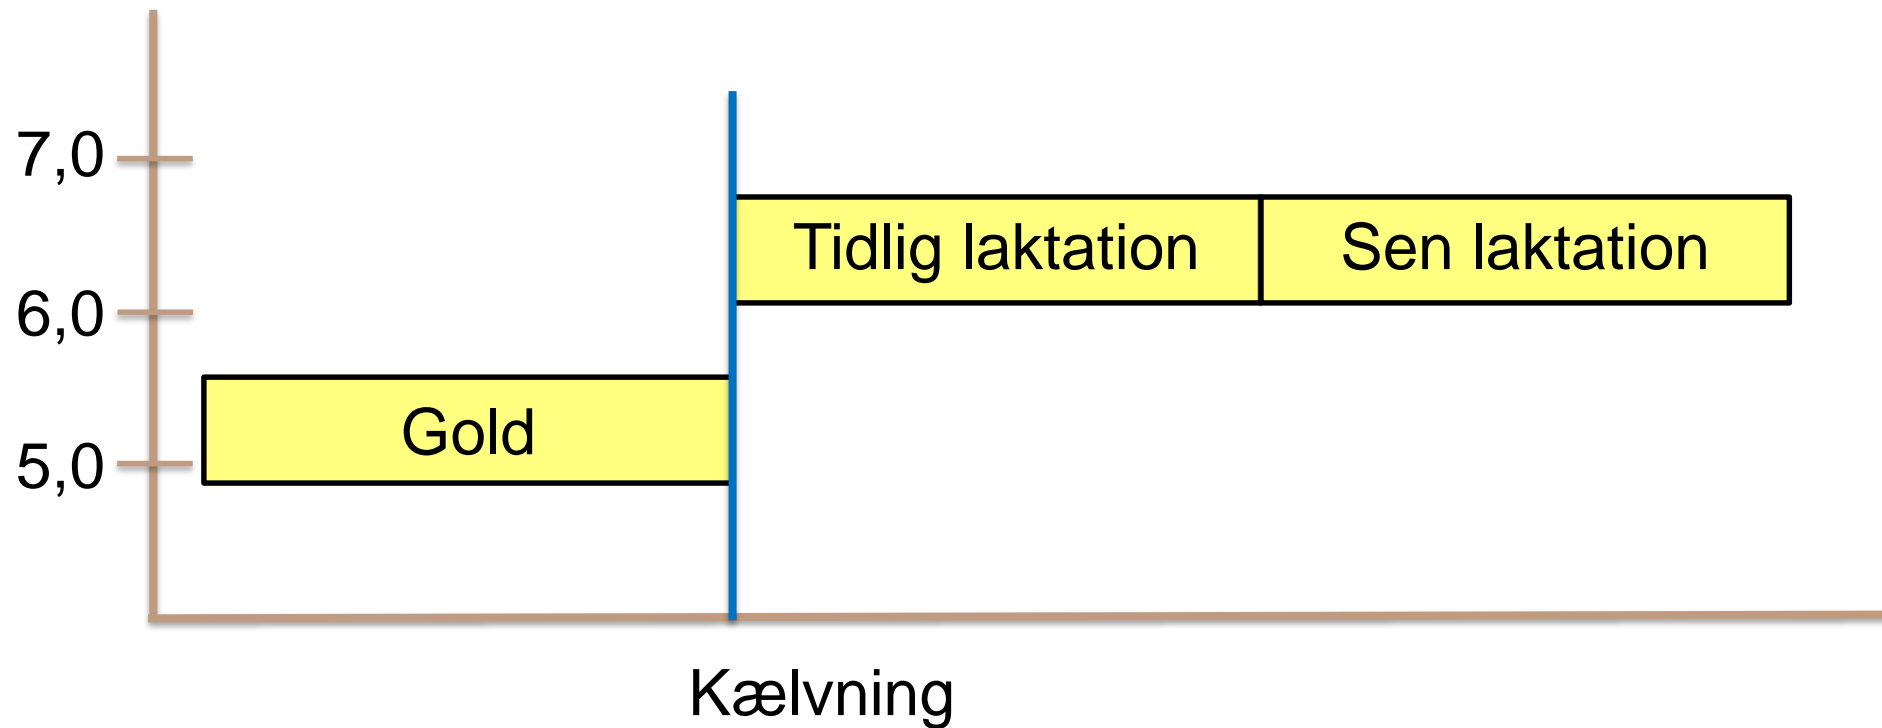 7,0
Tidlig laktation
Sen laktation
6,0
Gold
5,0
Kælvning